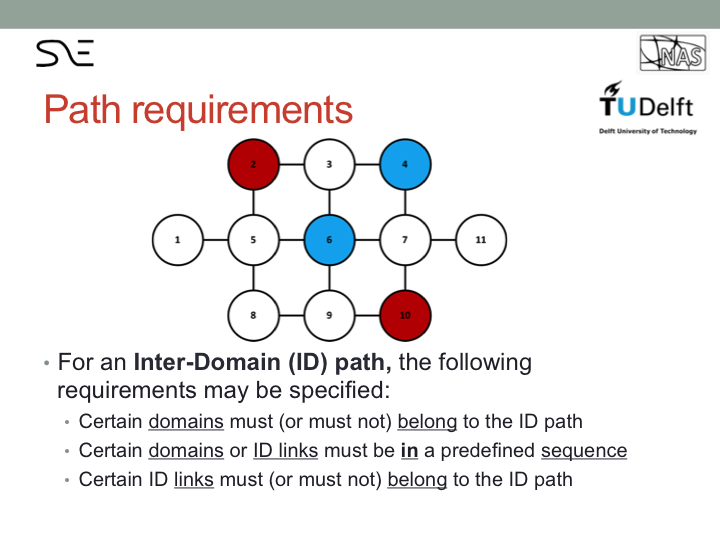 SNE
NAS
TUDelft
Delft University of Technology
Path requirements
2 3 4
1 5 6 7 11
8 9 10
• For an Inter-Domain (ID) path, the following
requirements may be specified:
• Certain domains must (or must not) belong to the ID path
• Certain domains or ID links must be in a predefined sequence
• Certain ID links must (or must not) belong to the ID path